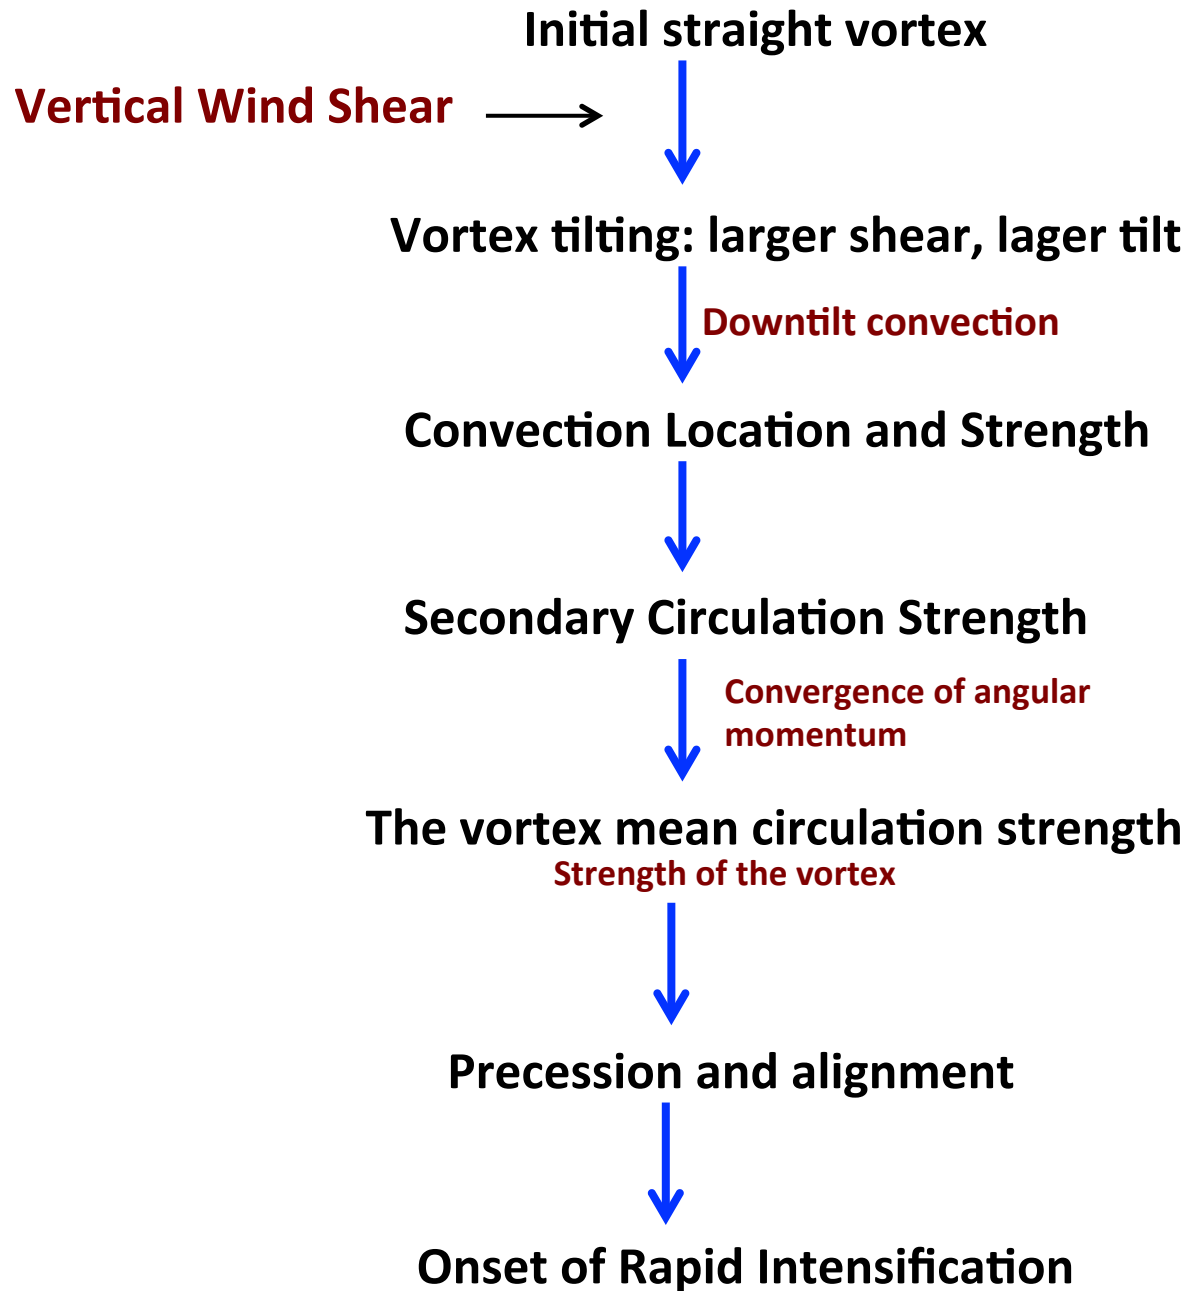 Initial straight vortex
Vertical Wind Shear
Vortex tilting: larger shear, lager tilt
Downtilt convection
Convection Location and Strength
Secondary Circulation Strength
Convergence of angular
momentum
The vortex mean circulation strength
Strength of the vortex
Precession and alignment
Onset of Rapid Intensification